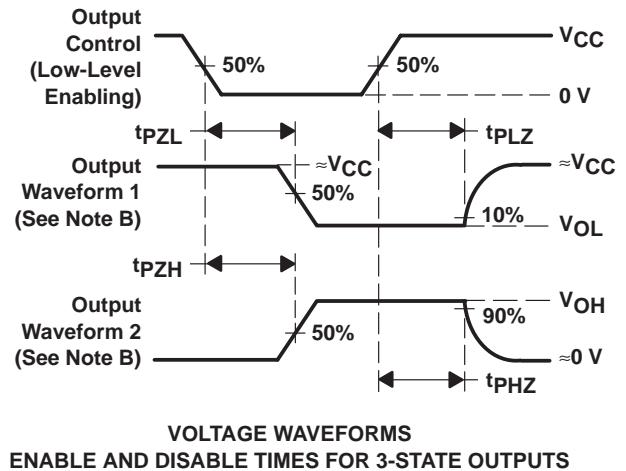 Output
Control
(Low-Level
Enabling)
50%
50%
VCC
0 V
tPZL
tPLZ
Output
Waveform 1
(See Note B)
≈VCC
50%
≈VCC
10%
VOL
tPZH
Output
Waveform 2
(See Note B)
50%
VOH
90%
≈0 V
tPHZ
VOLTAGE WAVEFORMS
ENABLE AND DISABLE TIMES FOR 3-STATE OUTPUTS